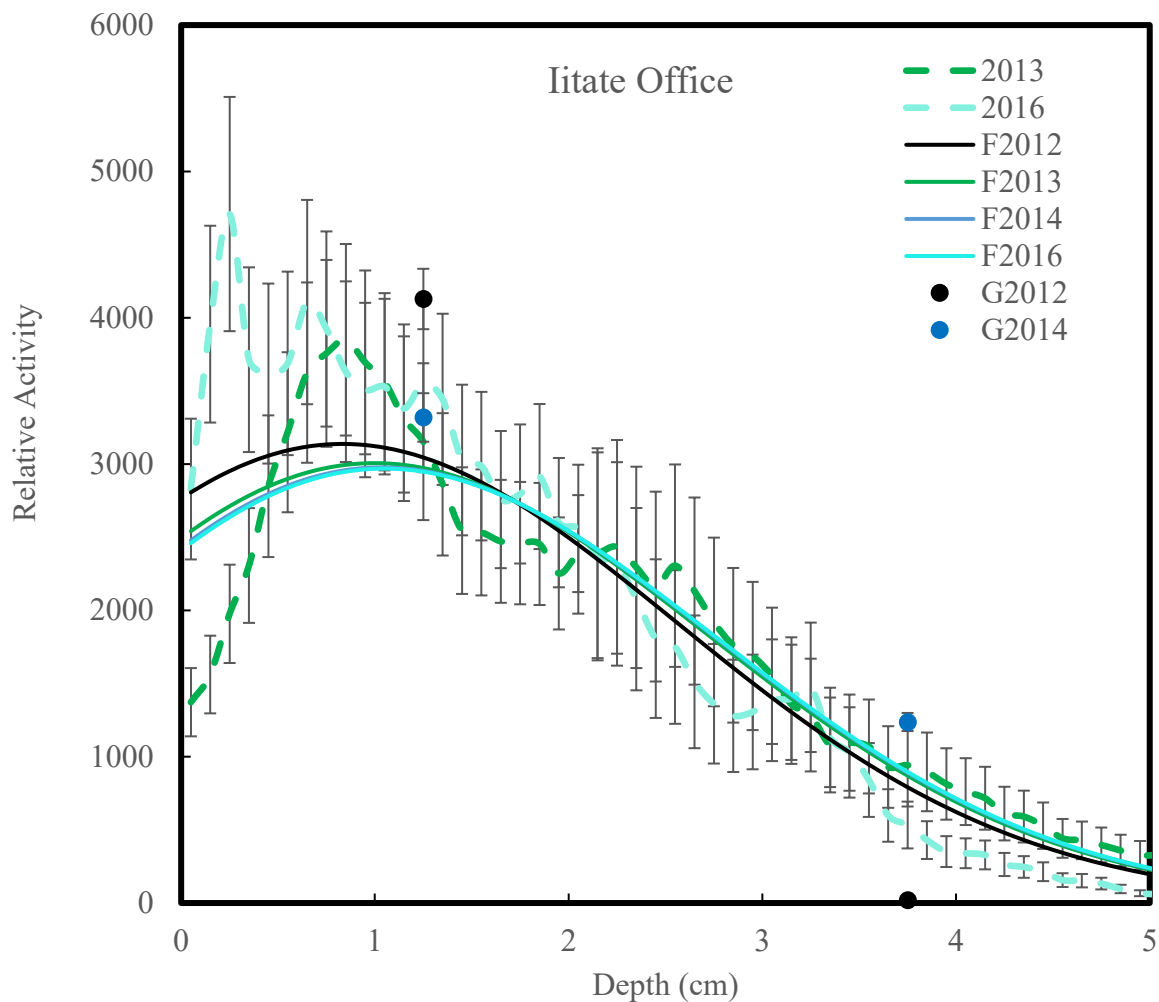 Iitate Office
2013
2016
F2012
F2013
F2014
F2016
G2012
G2014
Relative Activity
6000
5000
4000
3000
2000
1000
0
0 1 2 3 4 5
Depth (cm)